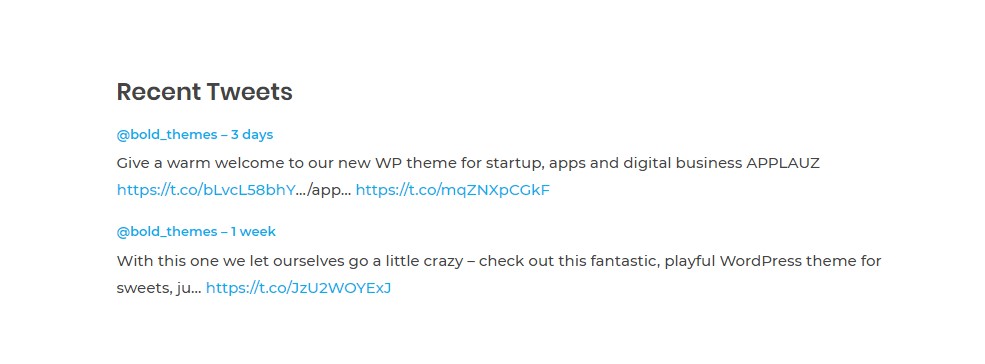 Recent Tweets
@bold_themes – 3 days
Give a warm welcome to our new WP theme for startup, apps and digital business APPLAUZ
https://t.co/bLvcL58bhY…/app… https://t.co/mqZNXpCGkF
@bold_themes – 1 week
With this one we let ourselves go a little crazy – check out this fantastic, playful WordPress theme for
sweets, ju… https://t.co/JzU2WOYExJ